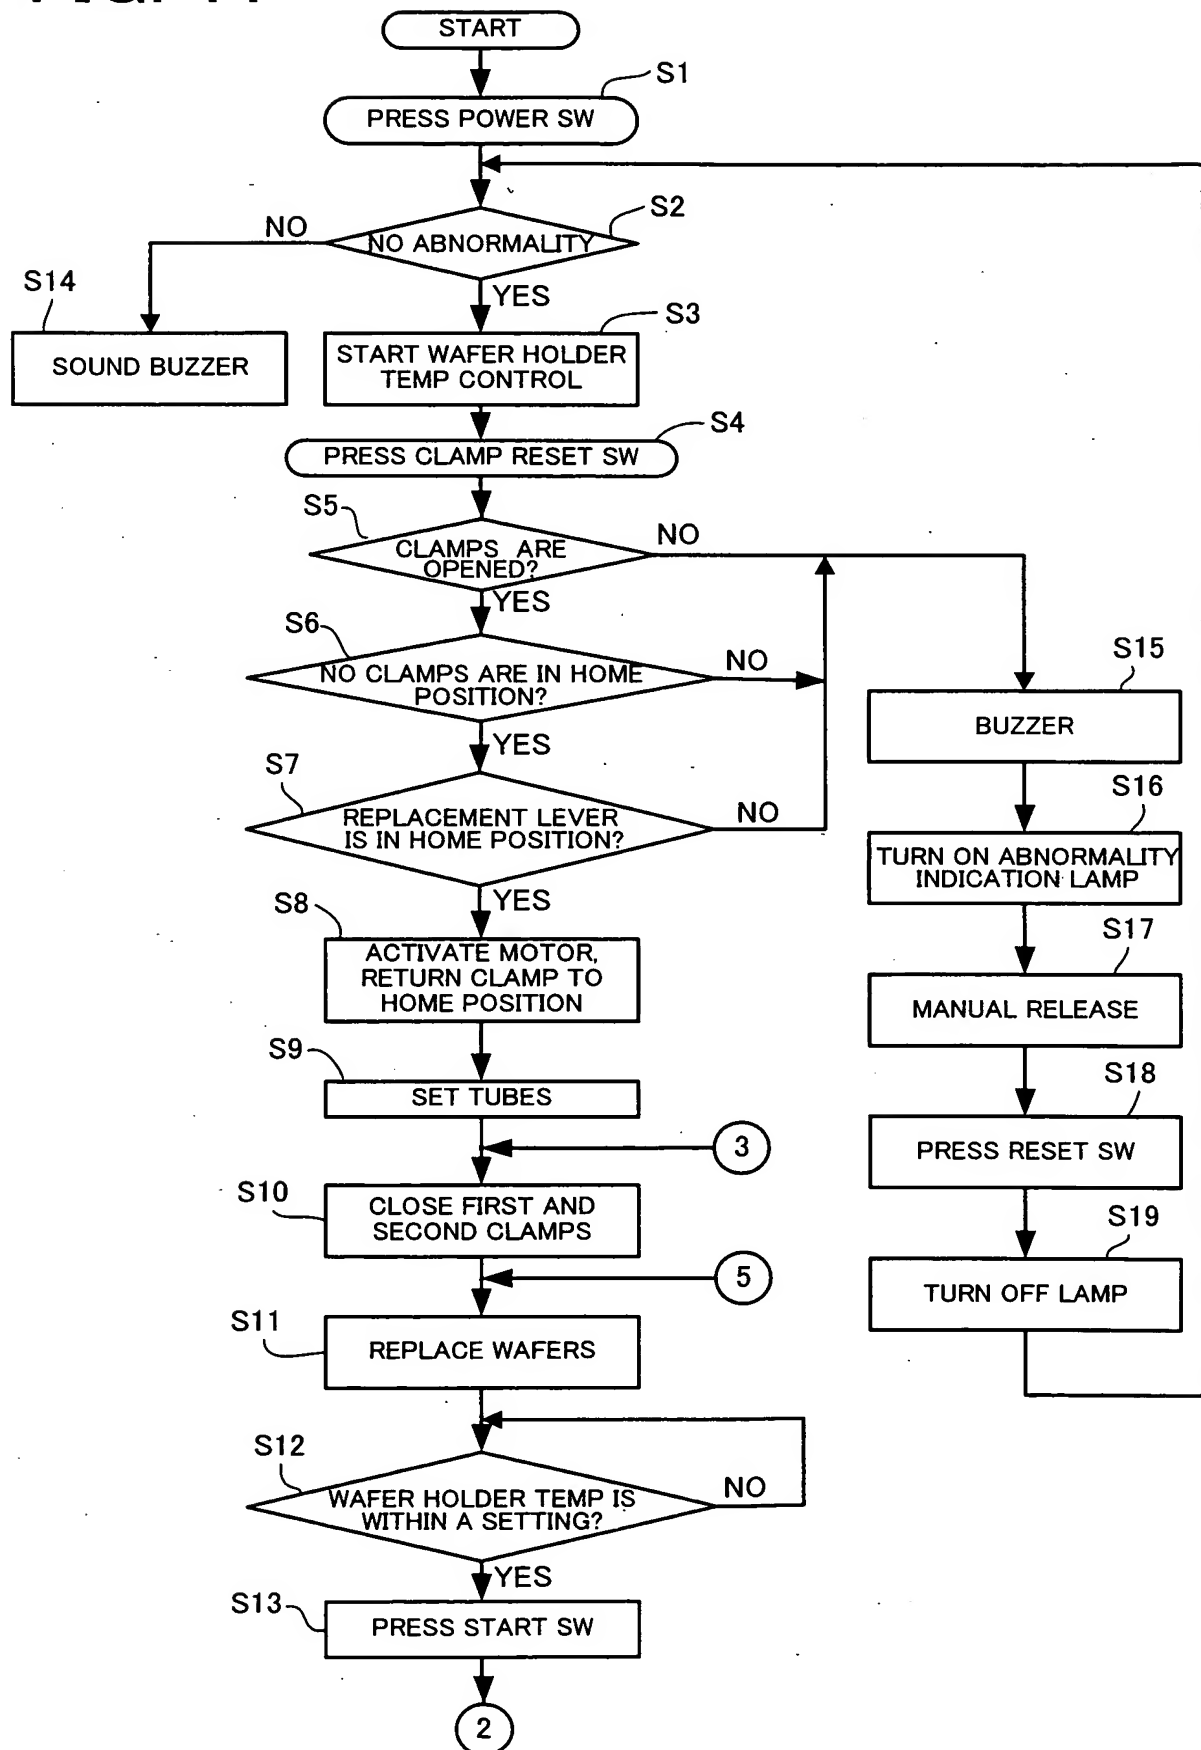 START
S1
PRESS POWER SW
S2
NO
NO ABNORMALITY
S14
YES
S3
SOUND BUZZER
START WAFER HOLDER
TEMP CONTROL
S4
PRESS CLAMP RESET SW
S5
NO
CLAMPS ARE
OPENED?
YES
S6
NO
NO CLAMPS ARE IN HOME
POSITION?
S15
BUZZER
YES
S7
S16
REPLACEMENT LEVER
IS IN HOME POSITION?
NO
TURN ON ABNORMALITY
INDICATION LAMP
YES
S8
S17
ACTIVATE MOTOR,
RETURN CLAMP TO
HOME POSITION
MANUAL RELEASE
S9
S18
SET TUBES
3
PRESS RESET SW
S10
CLOSE FIRST AND
SECOND CLAMPS
S19
5
TURN OFF LAMP
S11
REPLACE WAFERS
S12
NO
WAFER HOLDER TEMP IS
WITHIN A SETTING?
YES
S13
PRESS START SW
2